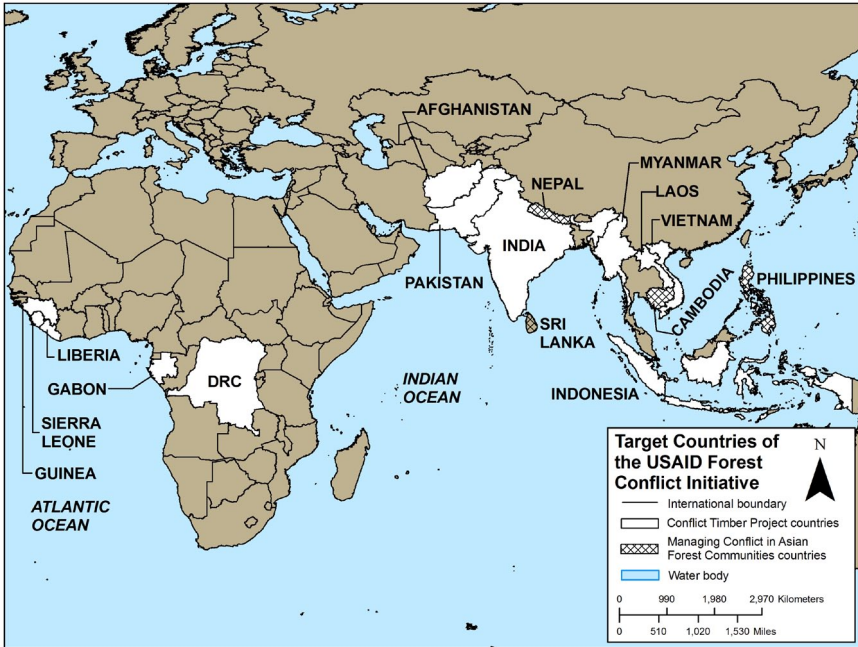 AFGHANISTAN
MYANMAR
NEPAL
LAOS
VIETNAM
INDIA
PAKISTAN
CAMBODIA
PHILIPPINES
SRI
LANKA
LIBERIA
GABON
DRC
INDIAN
OCEAN
INDONESIA
SIERRA
LEONE
GUINEA
ATLANTIC
OCEAN
Target Countries of
the USAID Forest
Conflict Initiative
N
International boundary
Conflict Timber Project countries
Managing Conflict in Asian
Forest Communities countries
Water body
0 990 1,980 2,970 Kilometers
0 510 1,020 1,530 Miles